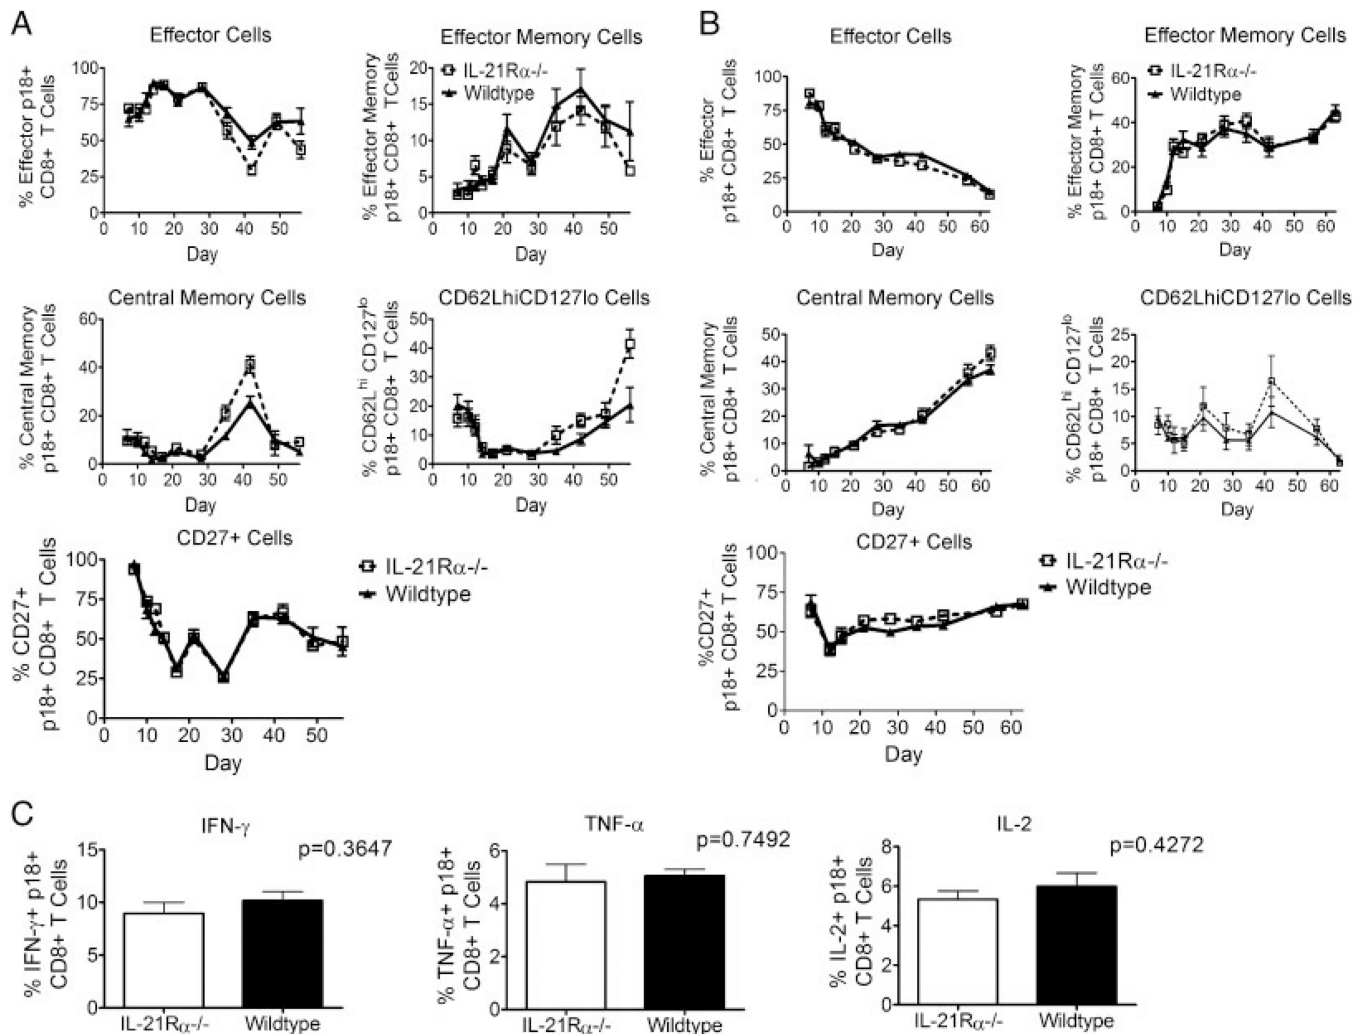 A
Effector Cells
% Effector p18+
CD8+ T Cells
100
75
50
25
0
0 10 20 30 40 50
Day
Effector Memory Cells
% Effector Memory
p18+ CD8+ TCells
20
15
10
5
0
0 10 20 30 40 50
Day
IL-21Rα-/-
Wildtype
B
Effector Cells
% Effector
p18+ CD8+ T Cells
100
75
50
25
0
0 10 20 30 40 50 60
Day
Effector Memory Cells
% Effector Memory
p18+ CD8+ T Cells
60
40
20
0
0 10 20 30 40 50 60
Day
IL-21Rα-/-
Wildtype
Central Memory Cells
% Central Memory
p18+ CD8+ T Cells
60
40
20
0
0 10 20 30 40 50
Day
CD62LhiCD127lo Cells
% CD62Lhi CD127lo
p18+ CD8+ T Cells
50
40
30
20
10
0
0 10 20 30 40 50
Day
Central Memory Cells
% Central Memory
p18+ CD8+ T Cells
50
40
30
20
10
0
0 10 20 30 40 50 60
Day
CD62LhiCD127lo Cells
% CD62Lhi CD127lo
p18+ CD8+ T Cells
25
20
15
10
5
0
0 10 20 30 40 50 60
Day
CD27+ Cells
% CD27+
p18+ CD8+ T Cells
100
75
50
25
0
0 10 20 30 40 50
Day
IL-21Rα-/-
Wildtype
CD27+ Cells
%CD27+
p18+ CD8+ T Cells
100
75
50
25
0
0 10 20 30 40 50 60
Day
IL-21Rα-/-
Wildtype
C
IFN-γ
p=0.3647
% IFN-γ+ p18+
CD8+ T Cells
15
10
5
0
IL-21Rα-/- Wildtype
TNF-α
p=0.7492
% TNF-α+ p18+
CD8+ T Cells
6
4
2
0
IL-21Rα-/- Wildtype
IL-2
p=0.4272
% IL-2+ p18+
CD8+ T Cells
8
6
4
2
0
IL-21Rα-/- Wildtype